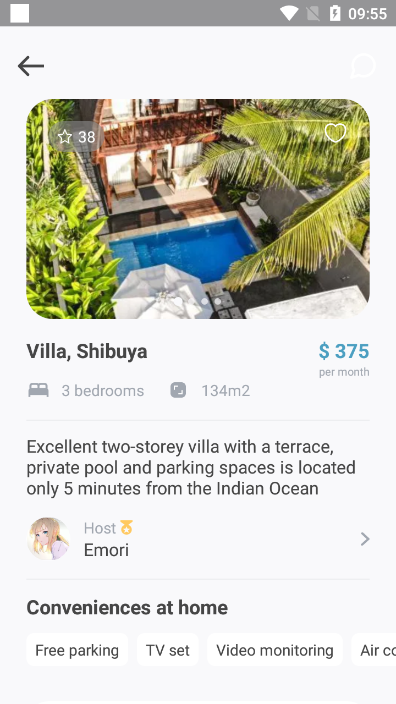 09:55
38
Villa, Shibuya
$ 375
per month
3 bedrooms
134m2
Excellent two-storey villa with a terrace,
private pool and parking spaces is located
only 5 minutes from the Indian Ocean
Host
Emori
Conveniences at home
Free parking
TV set
Video monitoring
Air co